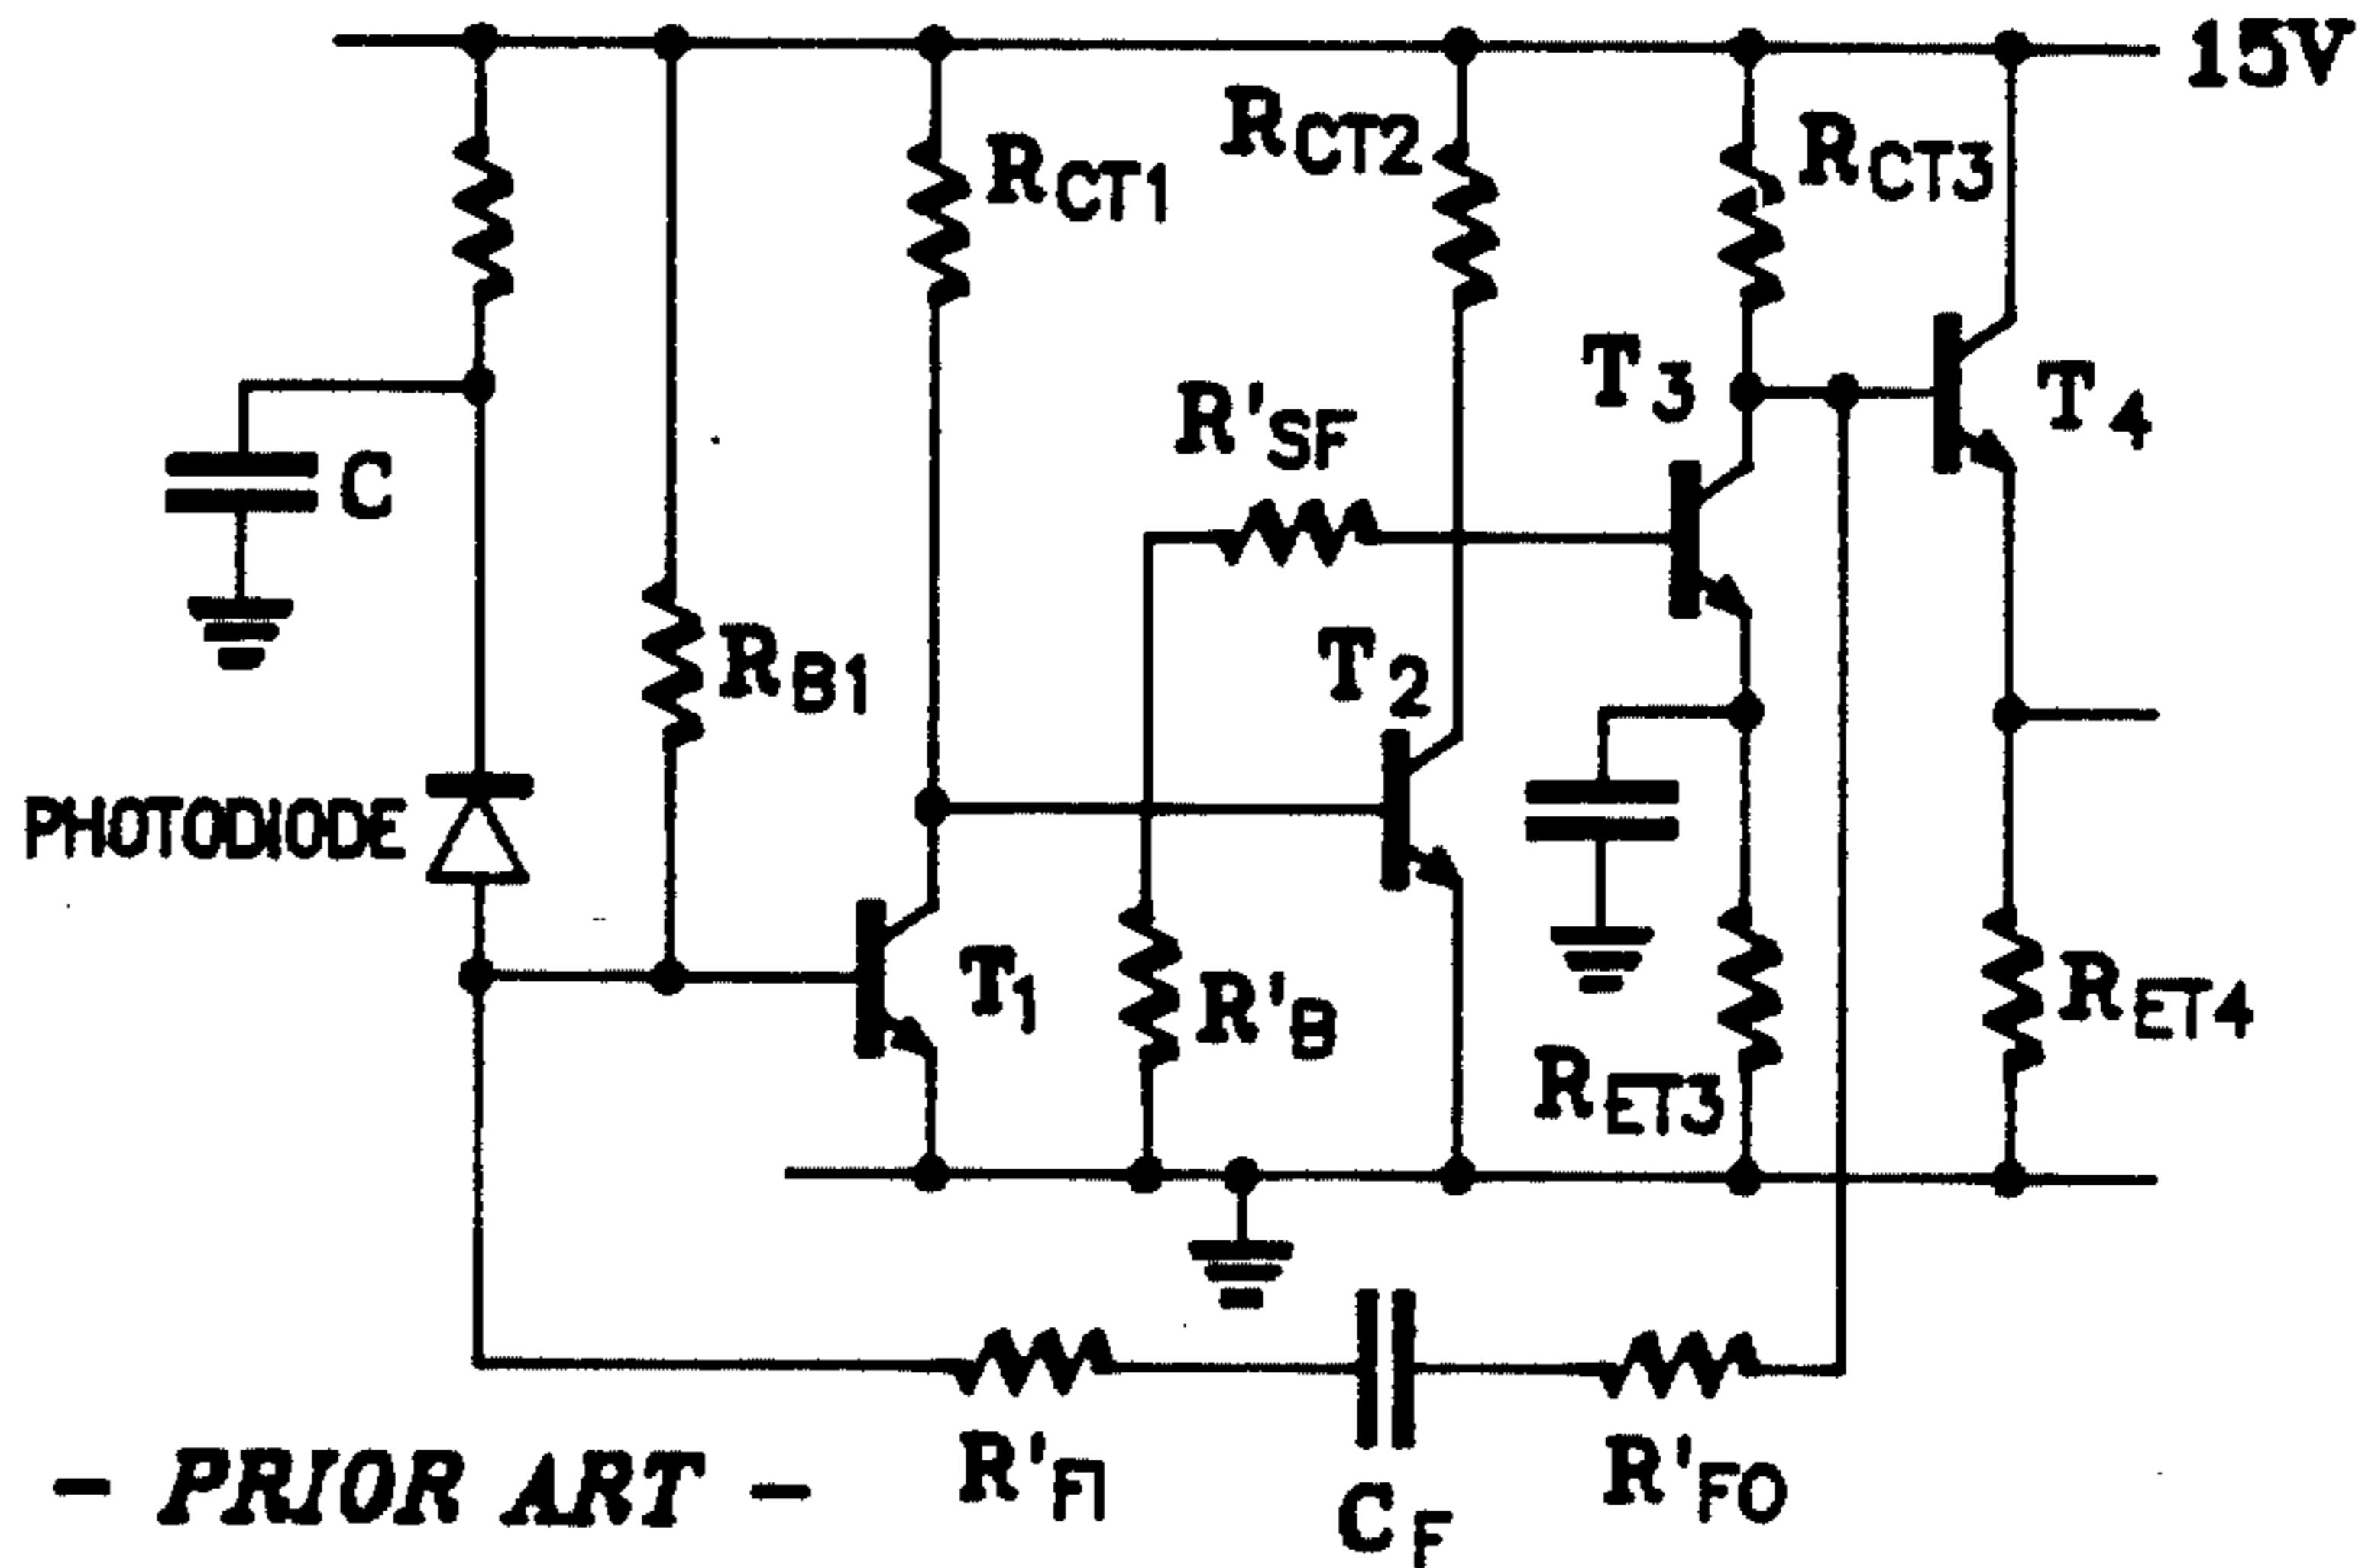 15V
RCT1
RCT2
RCT3
C
R'SF
T3
T4
RB1
T2
PHOTODIODE
T1
R'B
RET3
RET4
R'FI
CF
R'FO
- PRIOR ART -